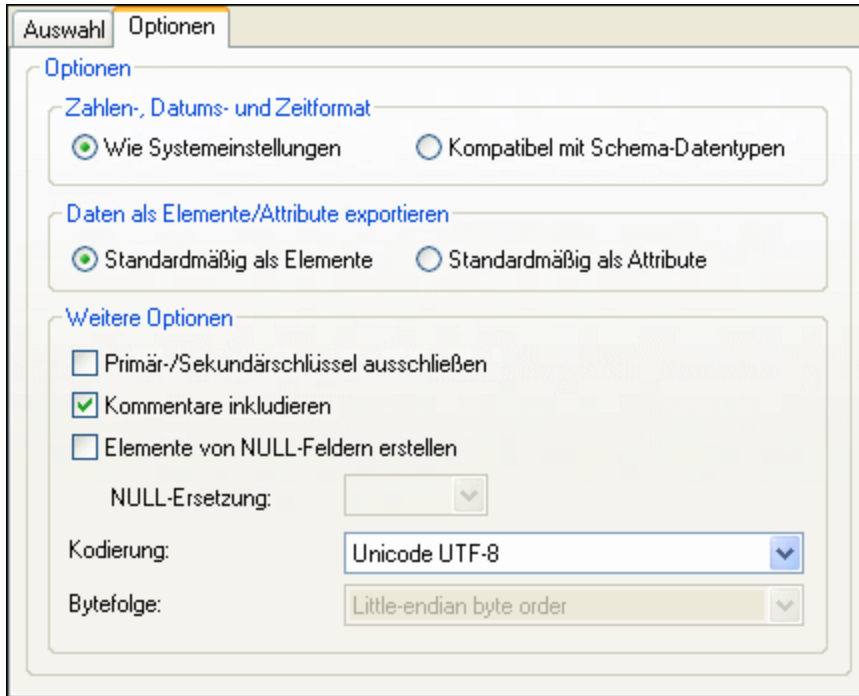 Auswahl Optionen
Optionen
Zahlen-, Datums- und Zeitformat
Wie Systemeinstellungen Kompatibel mit Schema-Datentypen
Daten als Elemente/Attribute exportieren
Standardmäßig als Elemente Standardmäßig als Attribute
Weitere Optionen
Primär-/Sekundärschlüssel ausschließen
Kommentare inkludieren
Elemente von NULL-Feldern erstellen
NULL-Ersetzung:
Kodierung: Unicode UTF-8
Bytefolge: Little-endian byte order